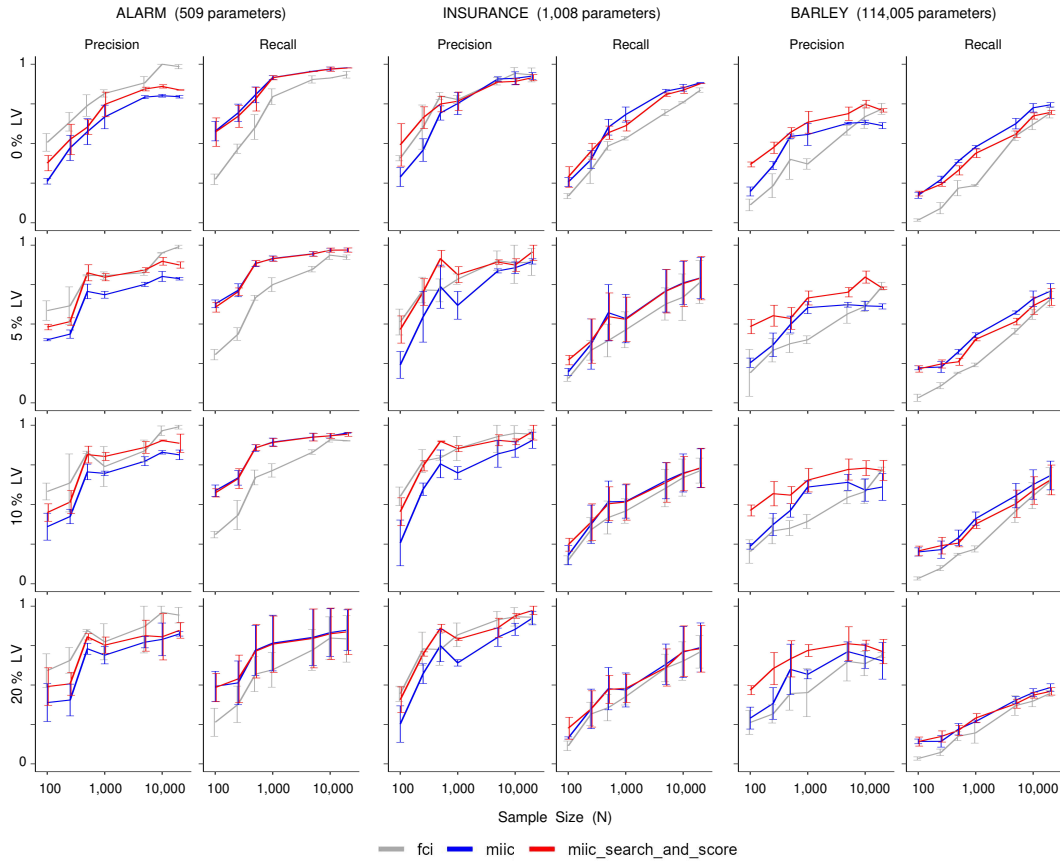 ALARM (509 parameters)
INSURANCE (1,008 parameters)
BARLEY (114,005 parameters)
Precision
Recall
Precision
Recall
Precision
Recall
0 % LV
1
0
5 % LV
1
0
10 % LV
1
0
20 % LV
1
0
100
1,000
10,000
100
1,000
10,000
100
1,000
10,000
100
1,000
10,000
100
1,000
10,000
100
1,000
10,000
Sample Size (N)
fci
miic
miic_search_and_score